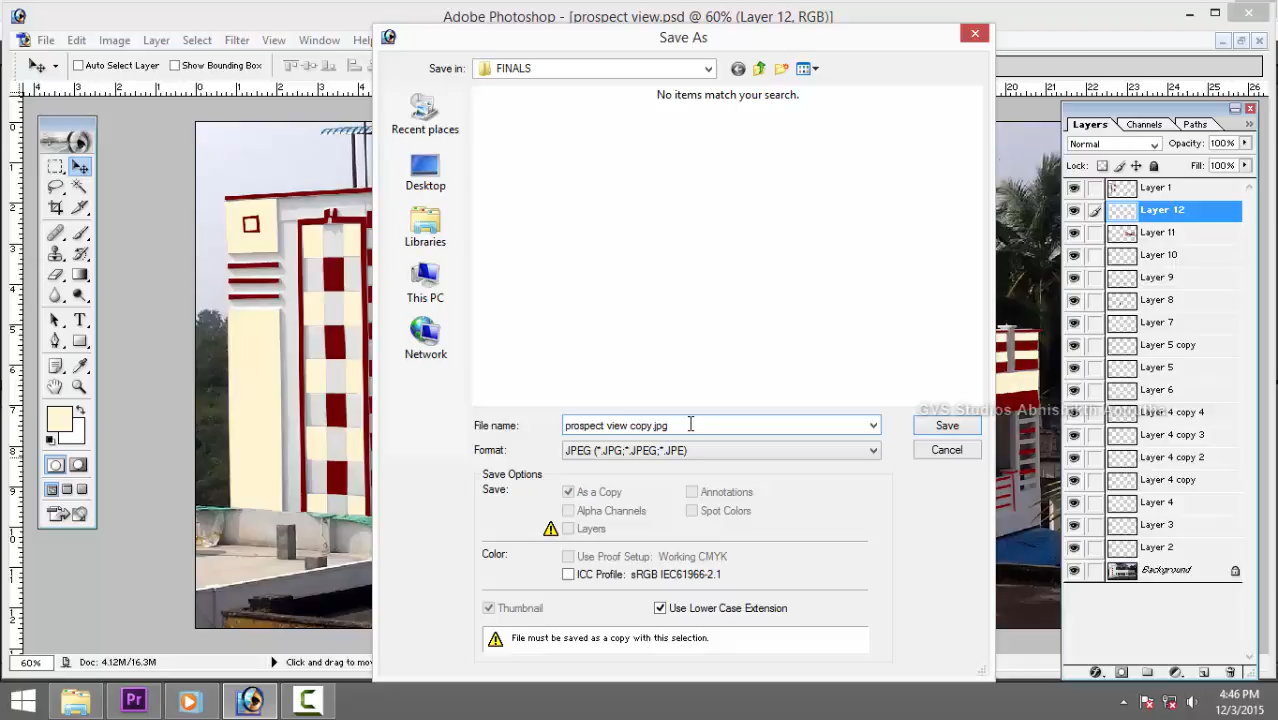 Adobe Photoshop - [prospect view.psd @ 60% (Layer 12, RGB)]
Save As
File Edit Image Layer Select Filter View Window
Auto Select Layer Show Bounding Box
Save in: FINALS
No items match your search.
Recent places
Desktop
Libraries
This PC
Network
File name: prospect view copy.jpg Save
Format: JPEG (*.JPG;*.JPEG;*.JPE) Cancel
Save Options
Save: As a Copy Annotations
Alpha Channels Spot Colors
Layers
Color: Use Proof Setup: Working CMYK
ICC Profile: sRGB IEC61966-2.1
Thumbnail Use Lower Case Extension
File must be saved as a copy with this selection.
Layers Channels Paths
Normal Opacity: 100%
Lock: Fill: 100%
Layer 1
Layer 12
Layer 11
Layer 10
Layer 9
Layer 8
Layer 7
Layer 5 copy
Layer 5
Layer 6
GVS Studios
copy 4
Layer 4 copy 3
Layer 4 copy 2
Layer 4 copy
Layer 4
Layer 3
Layer 2
Background
60% Doc: 4.12M/16.3M Click and drag to mov
Pr
4:46 PM
12/3/2015